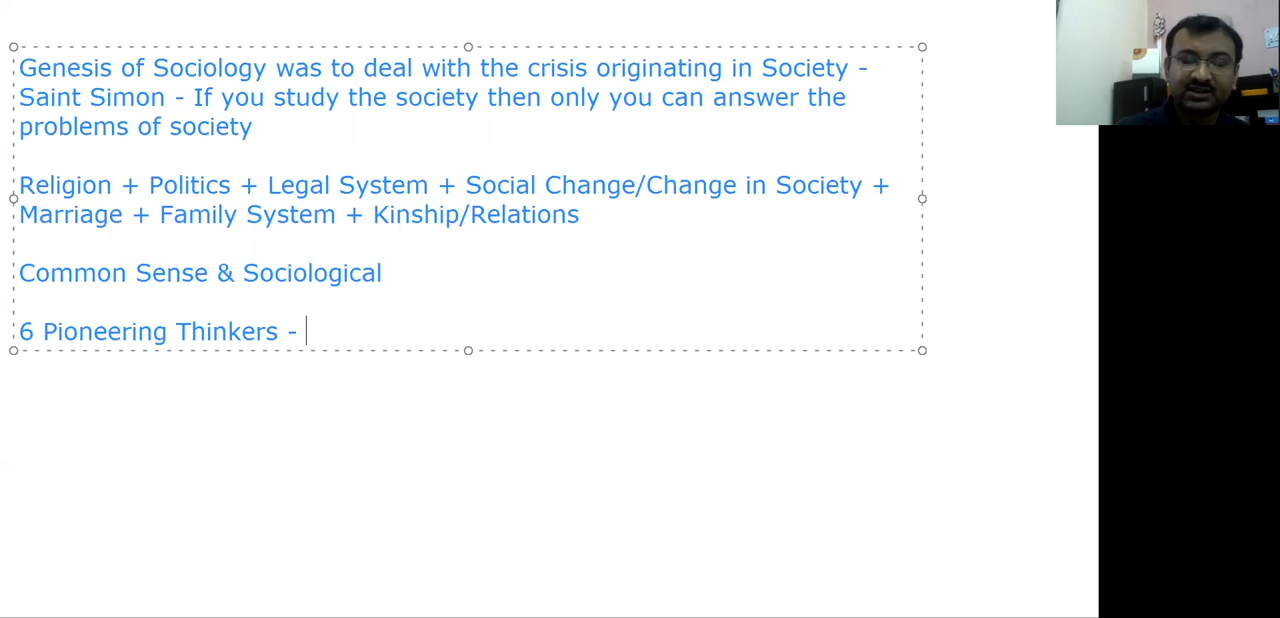 Genesis of Sociology was to deal with the crisis originating in Society -
Saint Simon - If you study the society then only you can answer the
problems of society
Religion + Politics + Legal System + Social Change/Change in Society +
Marriage + Family System + Kinship/Relations
Common Sense & Sociological
6 Pioneering Thinkers -